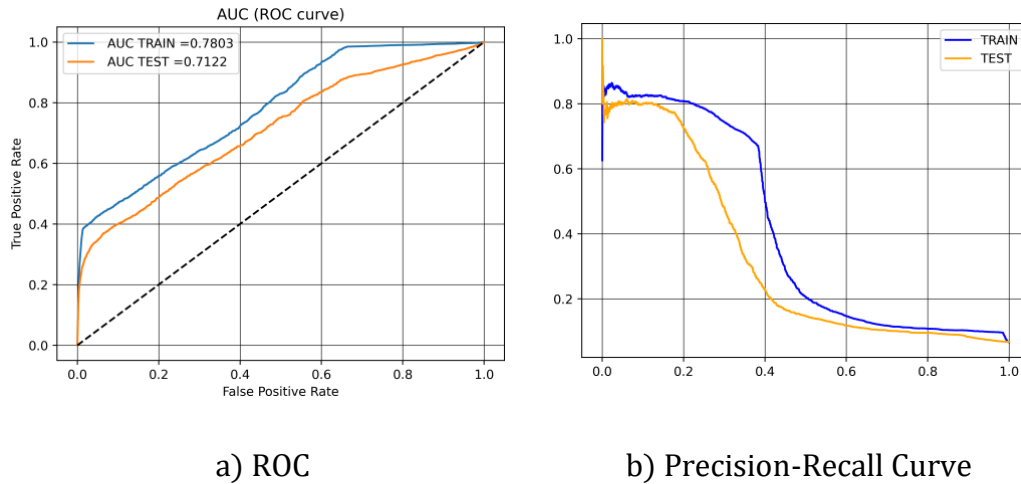 AUC (ROC curve)
AUC TRAIN =0.7803
AUC TEST =0.7122
True Positive Rate
1.0
0.8
0.6
0.4
0.2
0.0
0.0 0.2 0.4 0.6 0.8 1.0
False Positive Rate
TRAIN
TEST
1.0
0.8
0.6
0.4
0.2
0.0 0.2 0.4 0.6 0.8 1.0
a) ROC
b) Precision-Recall Curve